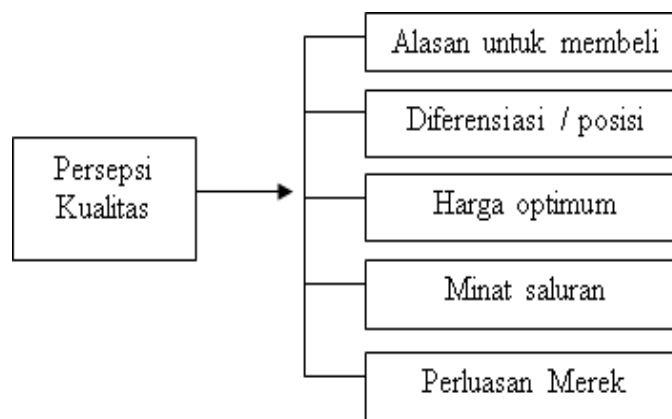 Persepsi
Kualitas
Alasan untuk membeli
Diferensiasi / posisi
Harga optimum
Minat saluran
Perluasan Merek